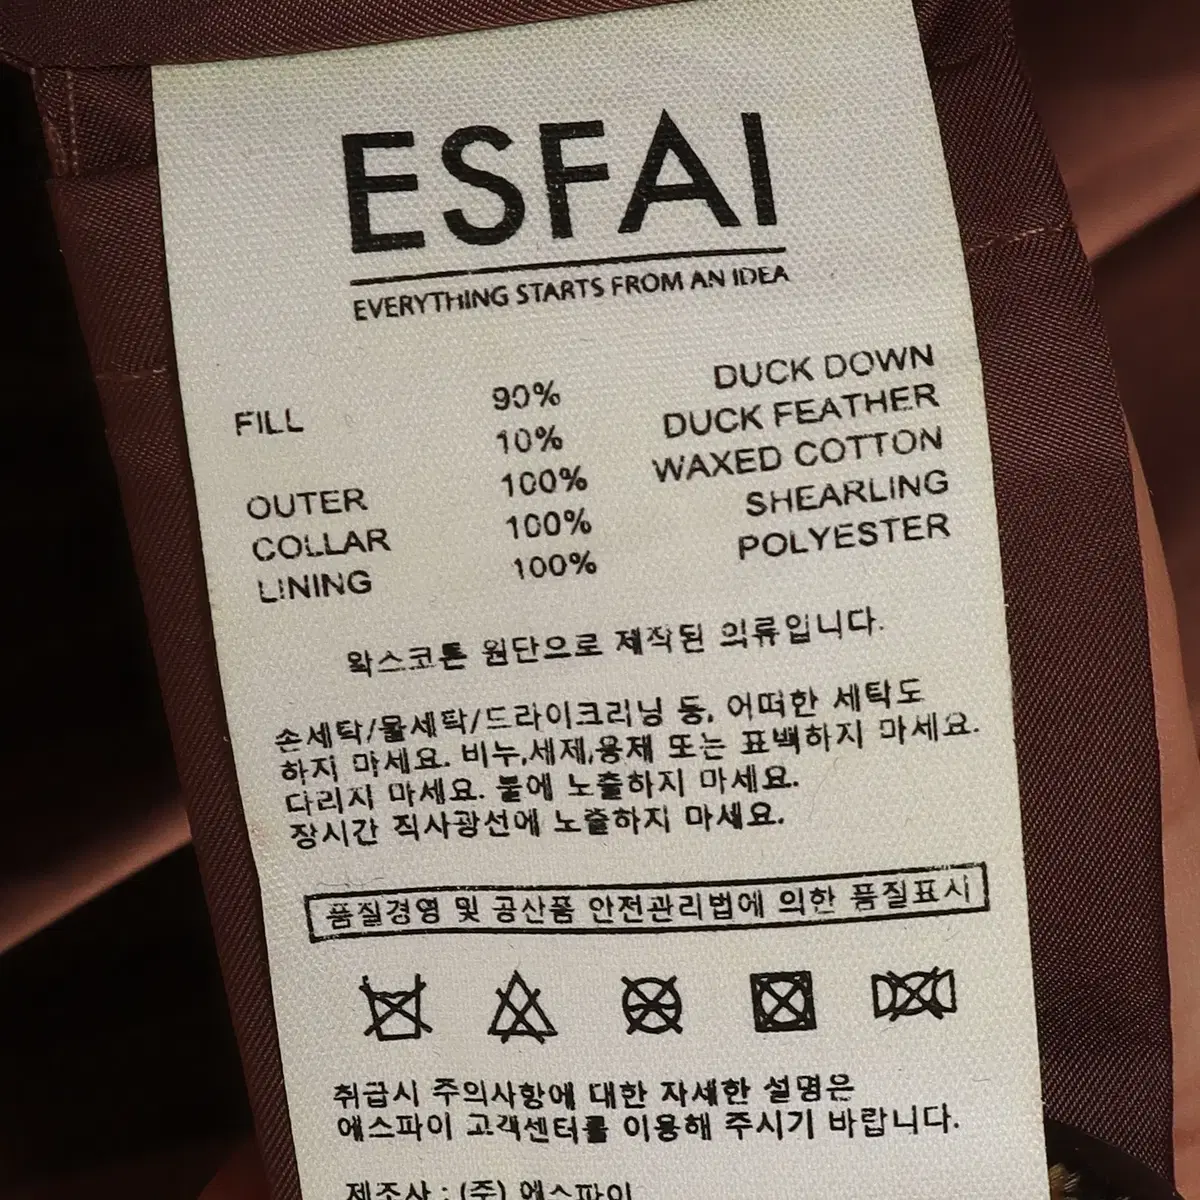 ESFAI
EVERYTHING STARTS FROM AN IDEA
FILL 90% DUCK DOWN
10% DUCK FEATHER
OUTER 100% WAXED COTTON
COLLAR 100% SHEARLING
LINING 100% POLYESTER
왁스코튼 원단으로 제작된 의류입니다.
손세탁/물세탁/드라이크리닝 등, 어떠한 세탁도
하지 마세요. 비누,세제,용제 또는 표백하지 마세요.
다리지 마세요. 불에 노출하지 마세요.
장시간 직사광선에 노출하지 마세요.
품질경영 및 공산품 안전관리법에 의한 품질표시
취급시 주의사항에 대한 자세한 설명은
에스파이 고객센터를 이용해 주시기 바랍니다.
제조사 : (주) 에스파이